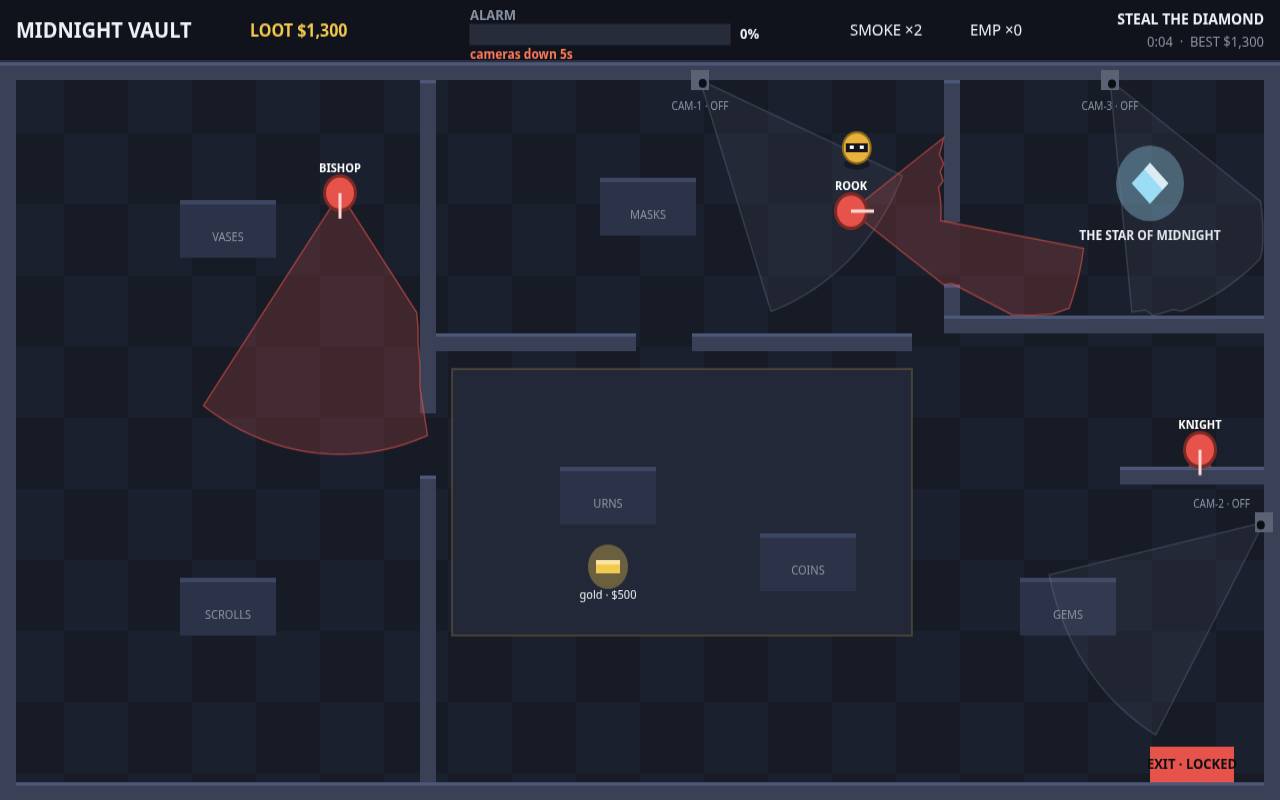 MIDNIGHT VAULT
LOOT $1,300
ALARM
0%
cameras down 5s
SMOKE ×2
EMP ×0
STEAL THE DIAMOND
0:04 · BEST $1,300
CAM-1 · OFF
CAM-3 · OFF
BISHOP
ROOK
VASES
MASKS
THE STAR OF MIDNIGHT
KNIGHT
URNS
CAM-2 · OFF
COINS
gold · $500
SCROLLS
GEMS
EXIT · LOCKED